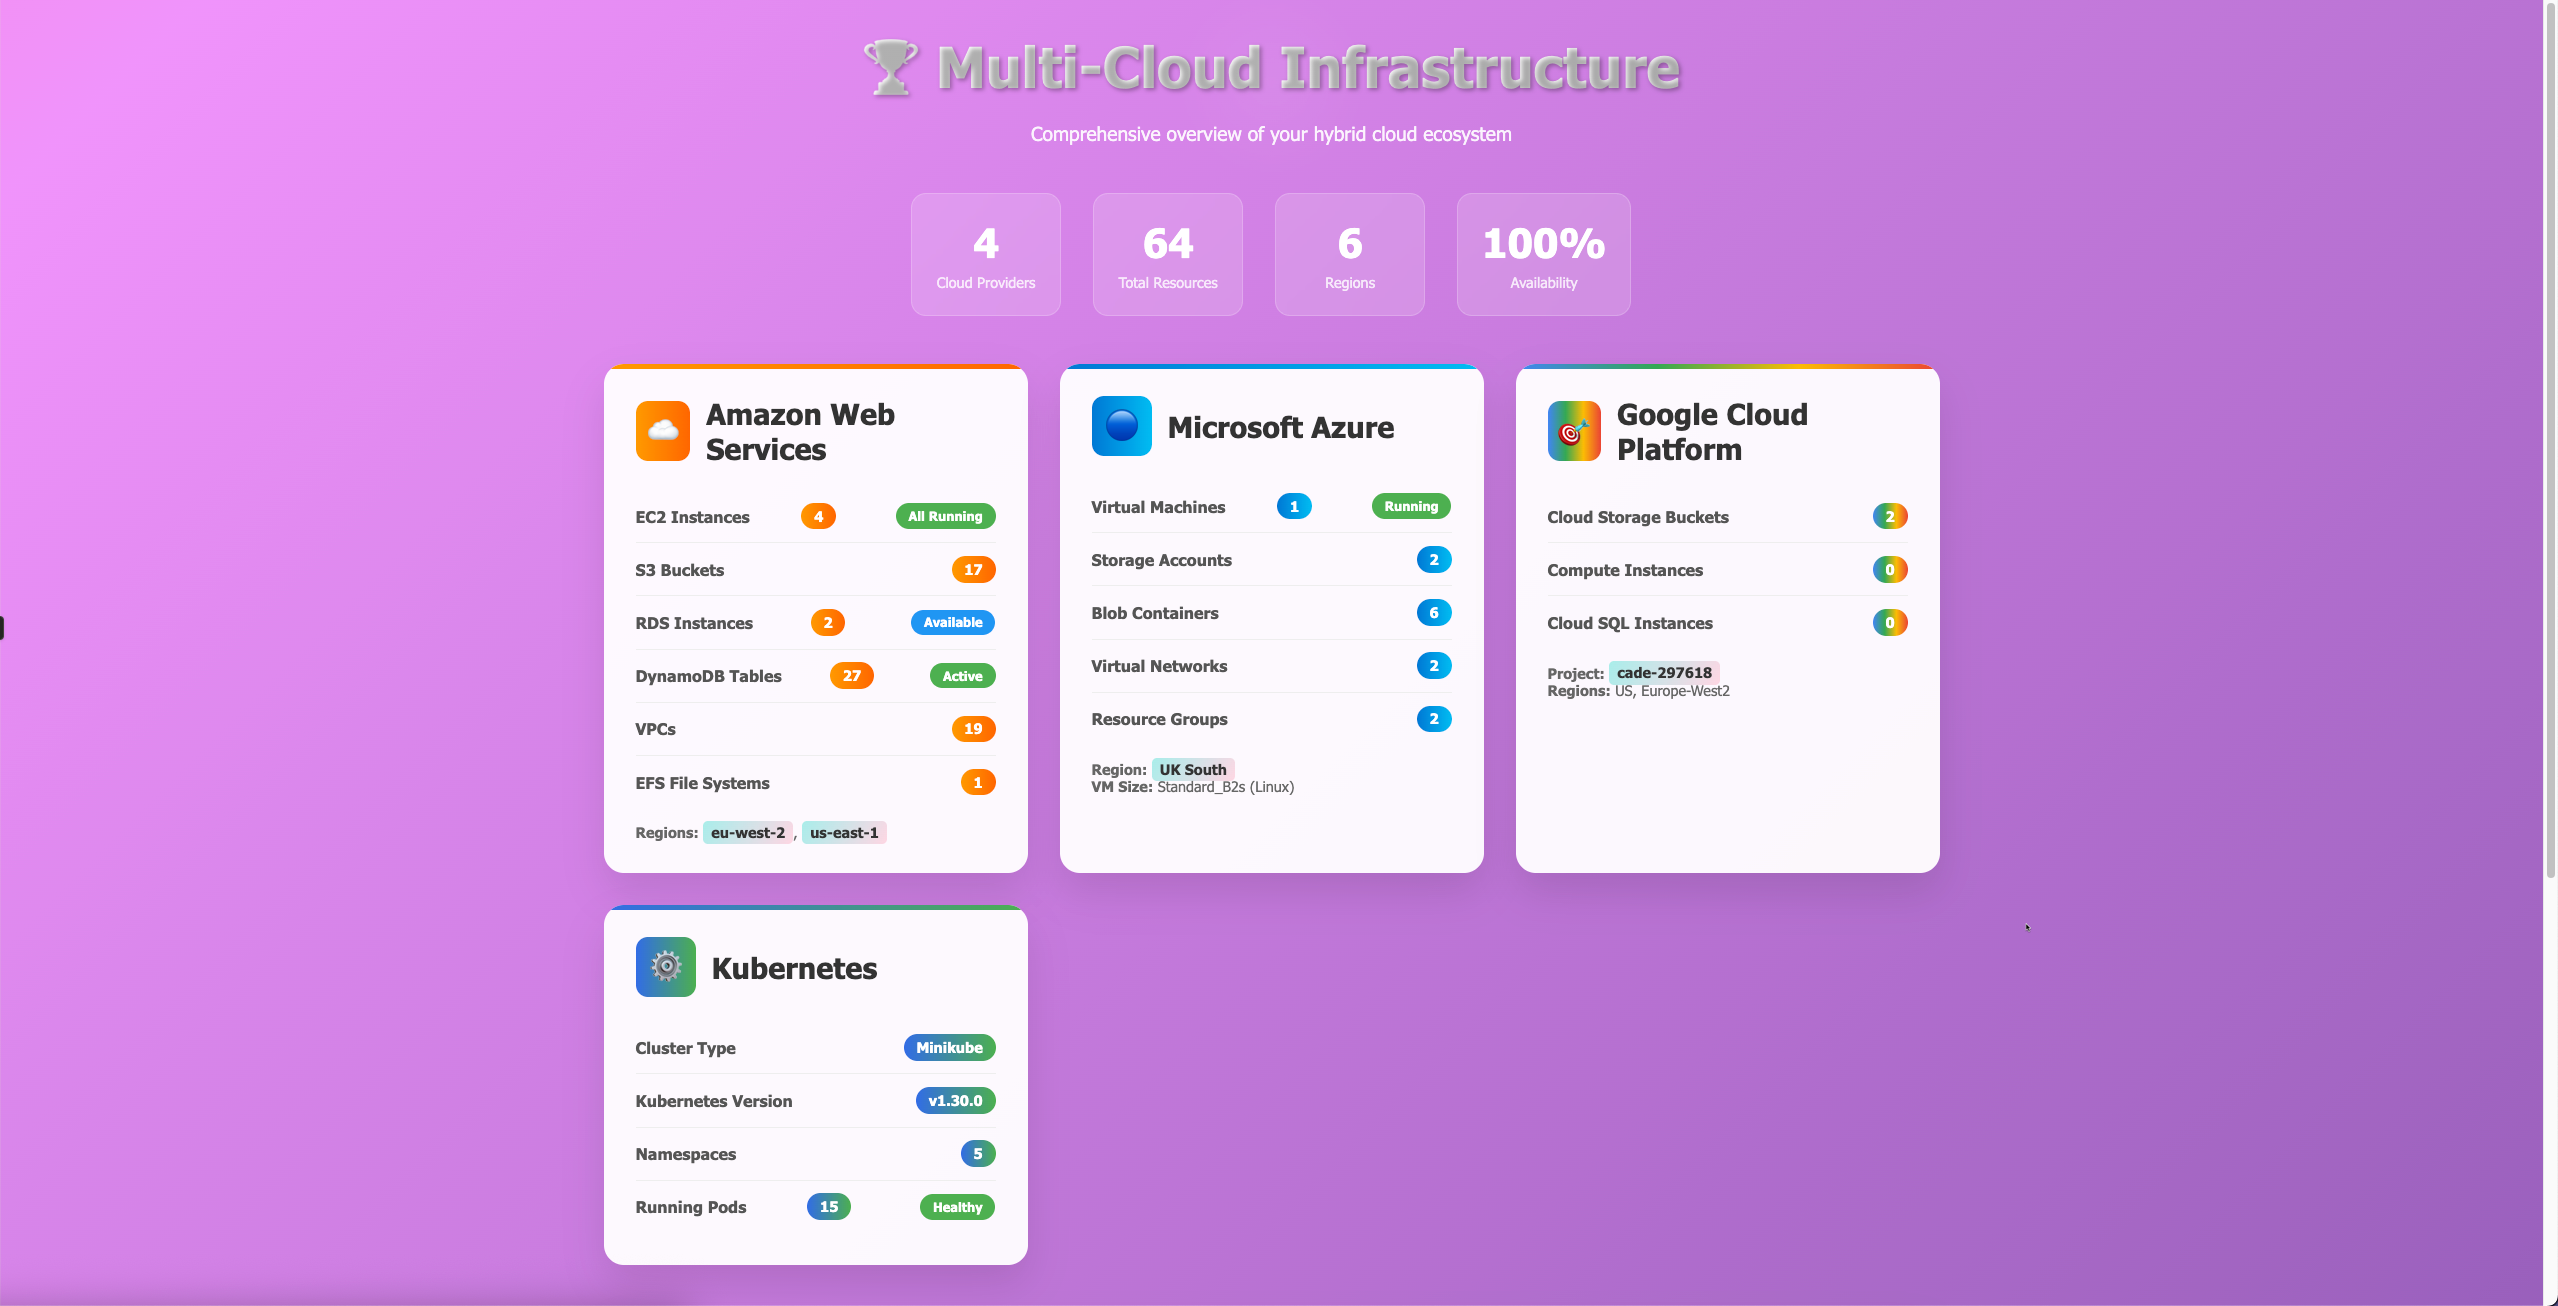 🏆 Multi-Cloud Infrastructure
Comprehensive overview of your hybrid cloud ecosystem
4
Cloud Providers
64
Total Resources
6
Regions
100%
Availability
Amazon Web
Services
EC2 Instances 4 All Running
S3 Buckets 17
RDS Instances 2 Available
DynamoDB Tables 27 Active
VPCs 19
EFS File Systems 1
Regions: eu-west-2, us-east-1
Microsoft Azure
Virtual Machines 1 Running
Storage Accounts 2
Blob Containers 6
Virtual Networks 2
Resource Groups 2
Region: UK South
VM Size: Standard_B2s (Linux)
Google Cloud
Platform
Cloud Storage Buckets 2
Compute Instances 0
Cloud SQL Instances 0
Project: cade-297618
Regions: US, Europe-West2
Kubernetes
Cluster Type Minikube
Kubernetes Version v1.30.0
Namespaces 5
Running Pods 15 Healthy